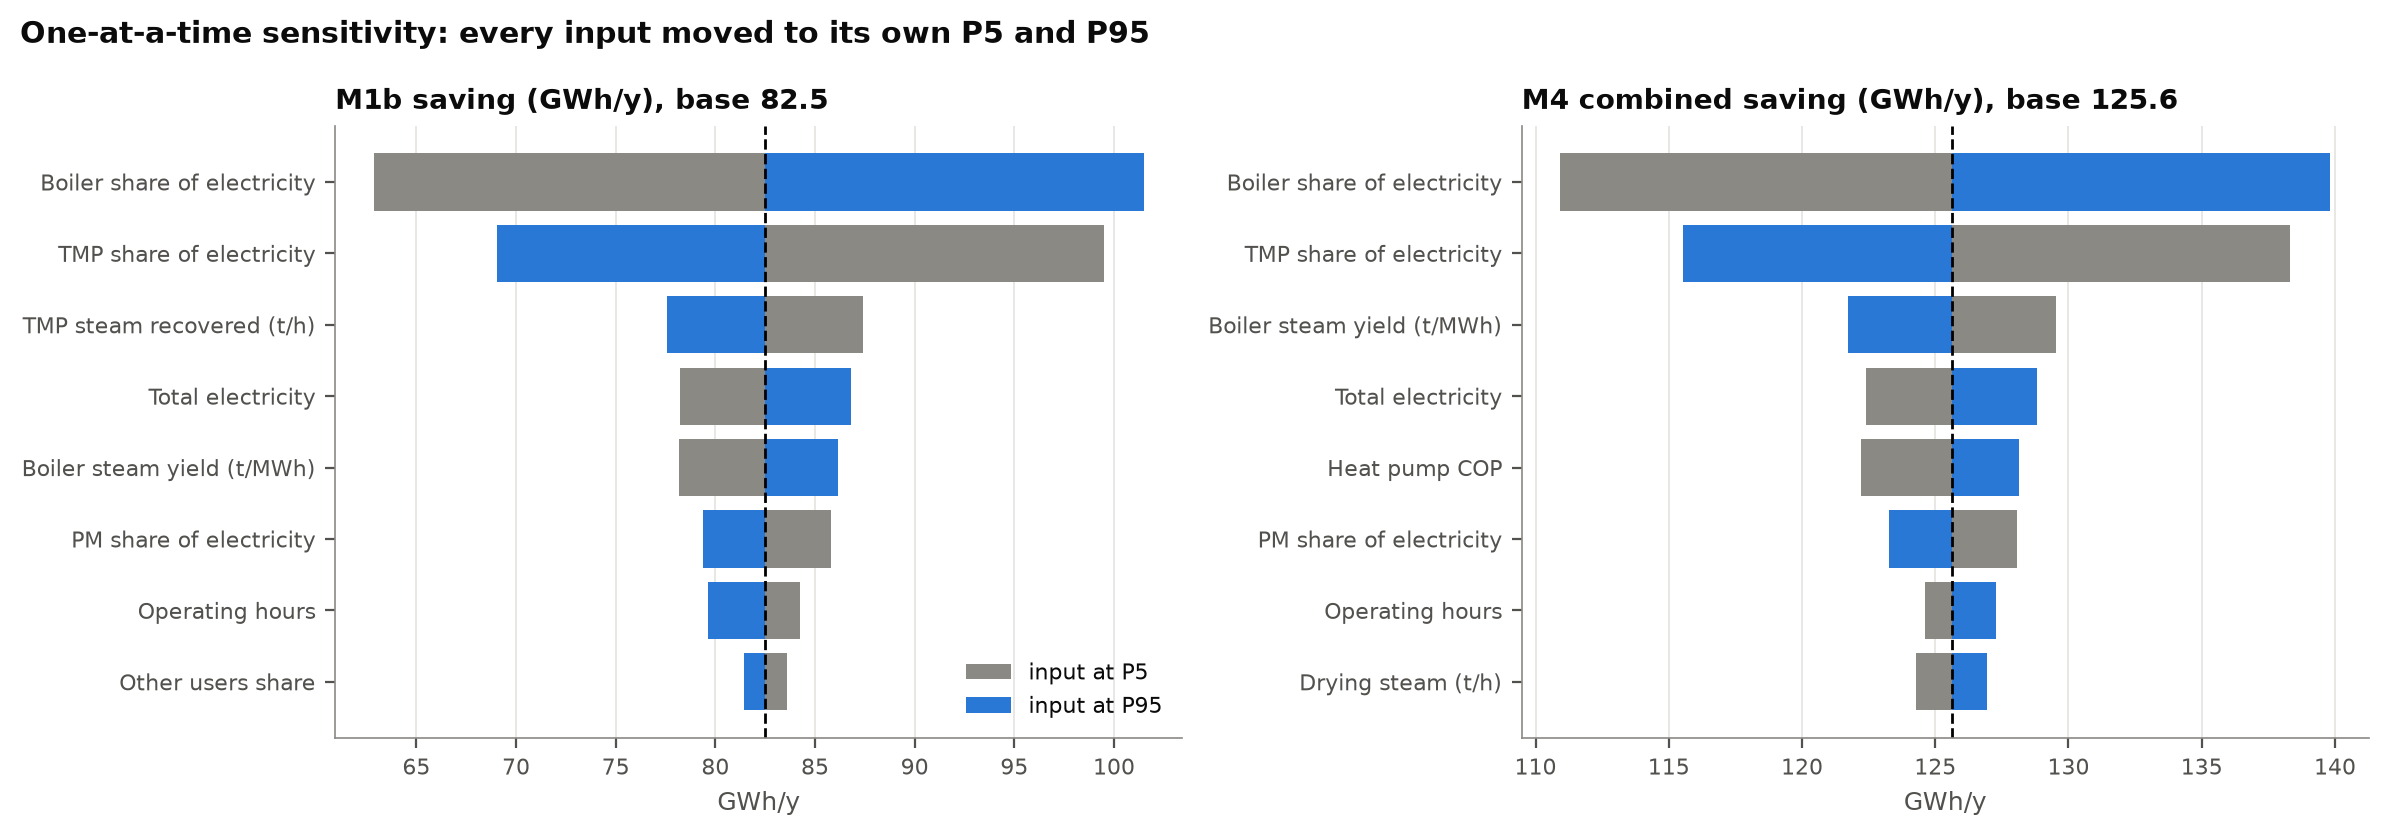 One-at-a-time sensitivity: every input moved to its own P5 and P95
M1b saving (GWh/y), base 82.5
Boiler share of electricity
TMP share of electricity
TMP steam recovered (t/h)
Total electricity
Boiler steam yield (t/MWh)
PM share of electricity
Operating hours
Other users share
input at P5
input at P95
65 70 75 80 85 90 95 100
GWh/y
M4 combined saving (GWh/y), base 125.6
Boiler share of electricity
TMP share of electricity
Boiler steam yield (t/MWh)
Total electricity
Heat pump COP
PM share of electricity
Operating hours
Drying steam (t/h)
110 115 120 125 130 135 140
GWh/y